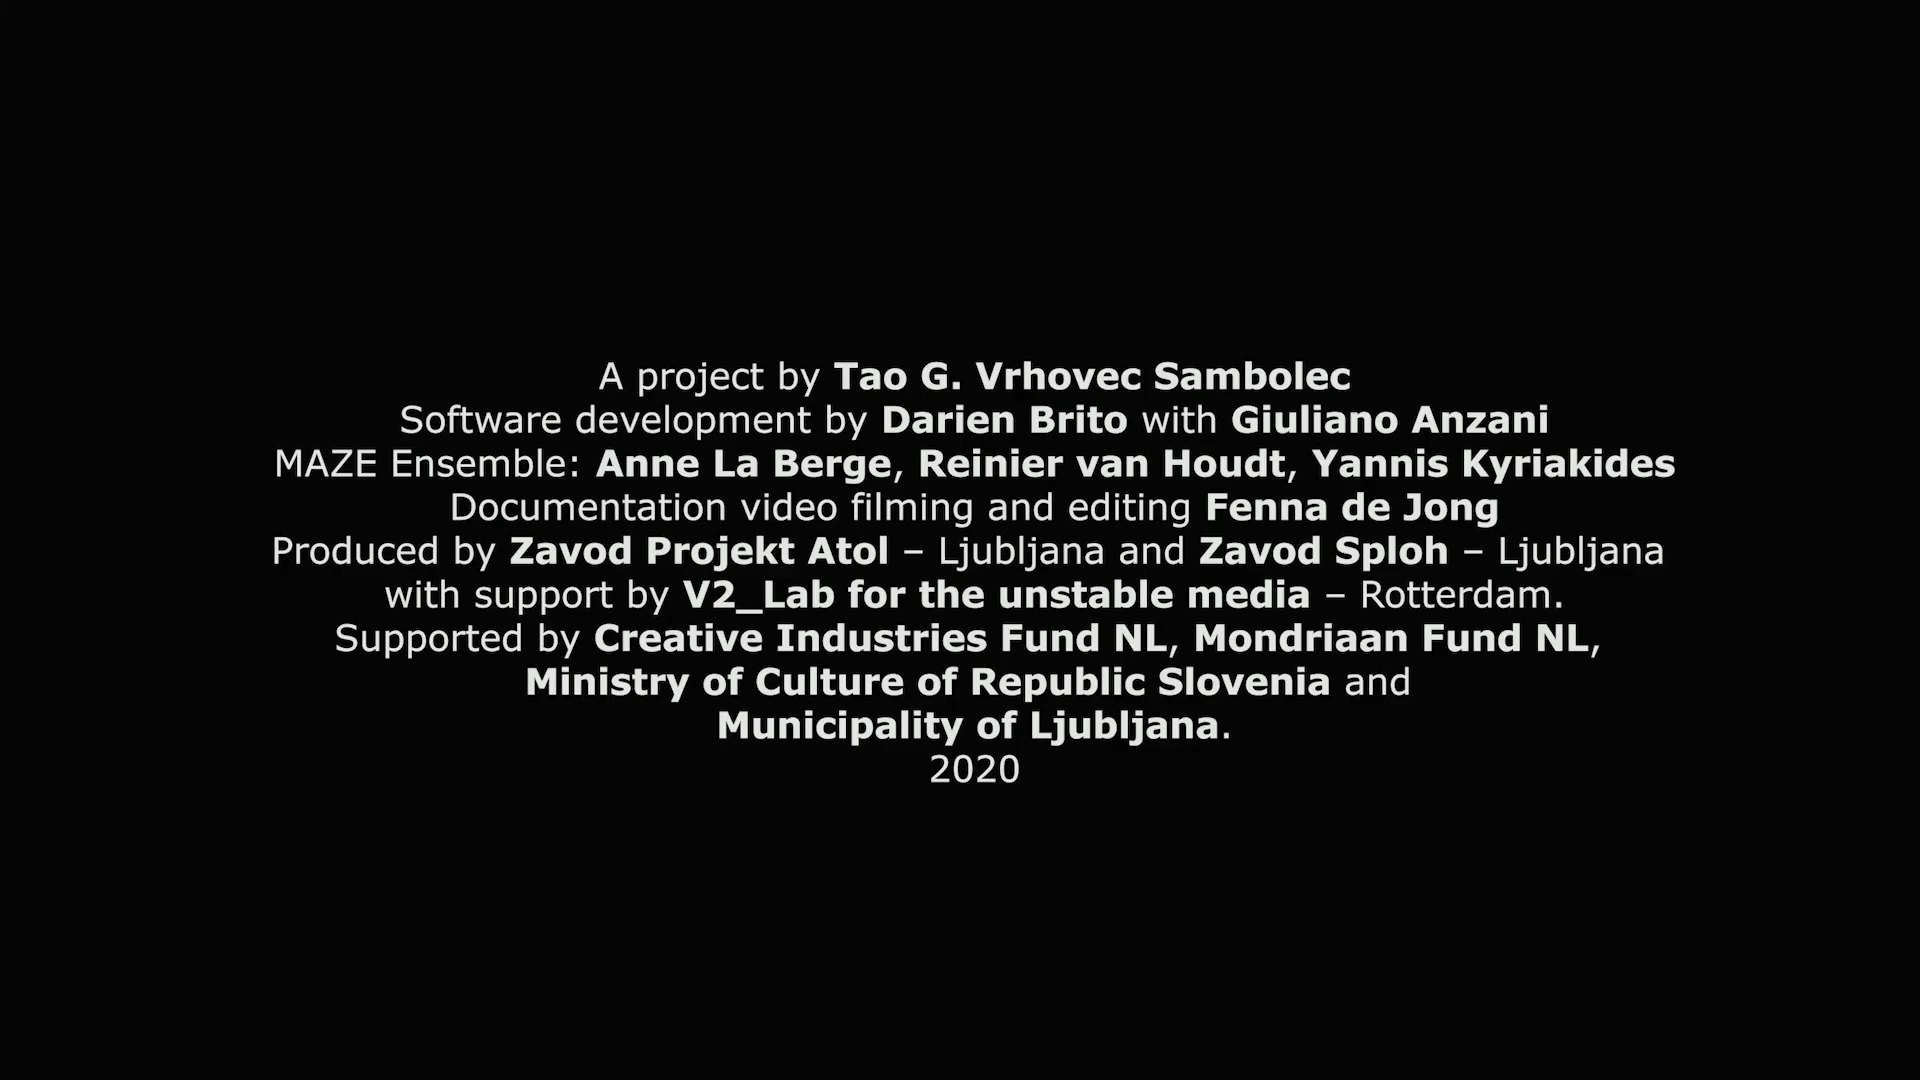 A project by Tao G. Vrhovec Sambolec
Software development by Darien Brito with Giuliano Anzani
MAZE Ensemble: Anne La Berge, Reinier van Houdt, Yannis Kyriakides
Documentation video filming and editing Fenna de Jong
Produced by Zavod Projekt Atol – Ljubljana and Zavod Sploh – Ljubljana
with support by V2_Lab for the unstable media – Rotterdam.
Supported by Creative Industries Fund NL, Mondriaan Fund NL,
Ministry of Culture of Republic Slovenia and
Municipality of Ljubljana.
2020